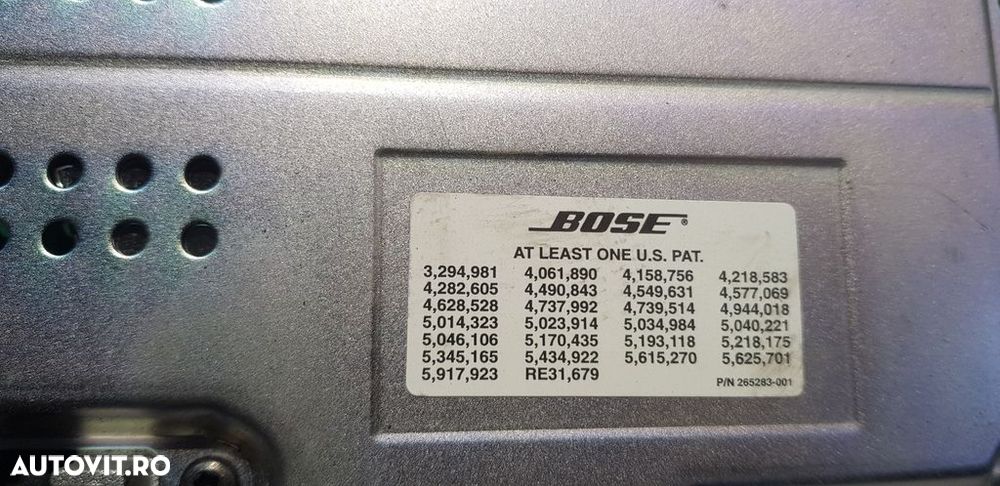 BOSE®
AT LEAST ONE U.S. PAT.
3,294,981 4,061,890 4,158,756 4,218,583
4,282,605 4,490,843 4,549,631 4,577,069
4,628,528 4,737,992 4,739,514 4,944,018
5,014,323 5,023,914 5,034,984 5,040,221
5,046,106 5,170,435 5,193,118 5,218,175
5,345,165 5,434,922 5,615,270 5,625,701
5,917,923 RE31,679 P/N 265283-001
AUTOVIT.RO